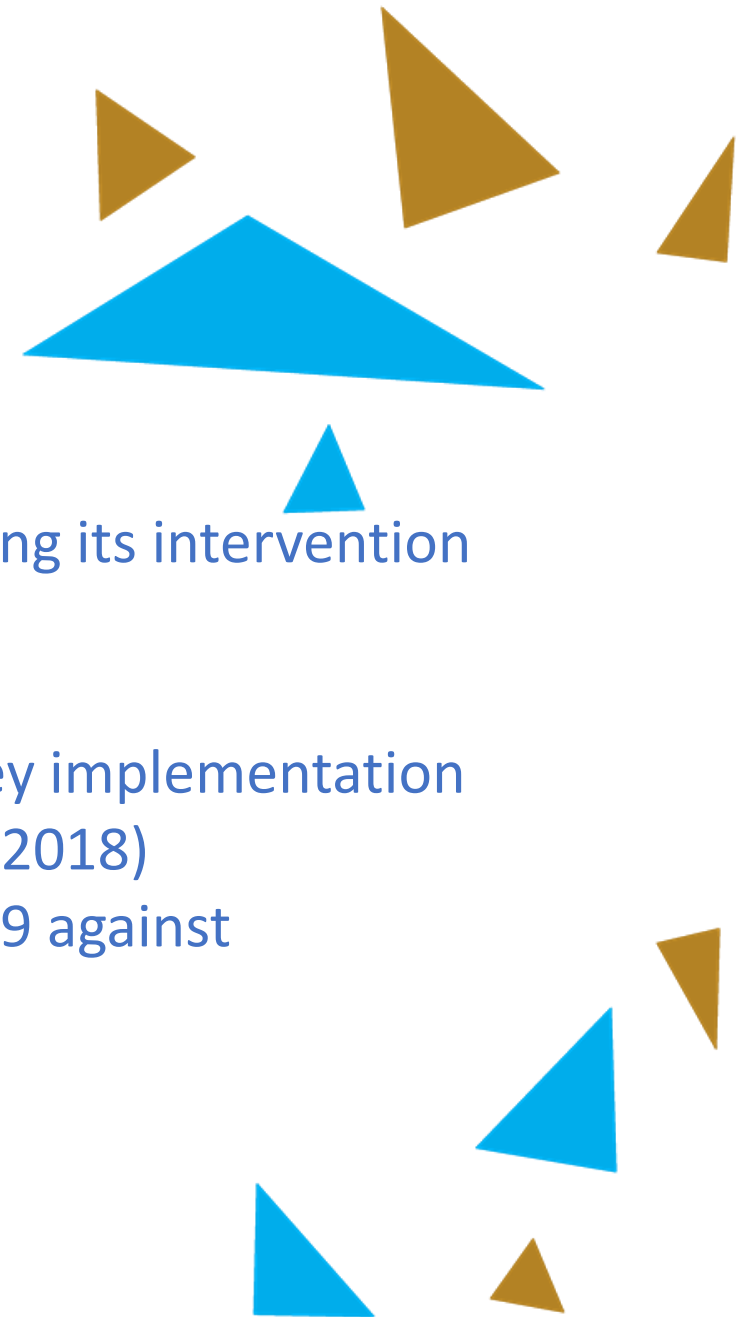 ng its intervention
ey implementation
2018)
9 against